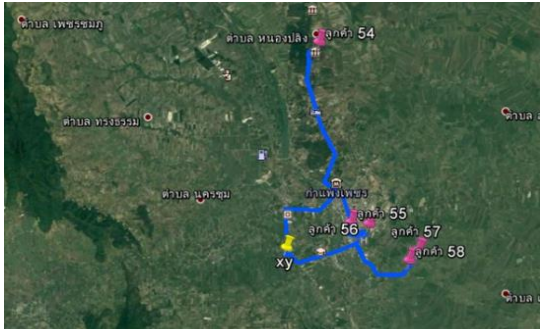 ตำบล เพชรชมภู
ตำบล หนองปลิง
ลูกค้า 54
ตำบล ทรงธรรม
ตำบล นครชุม
กำแพงเพชร
ลูกค้า 55
ลูกค้า 56
ลูกค้า 57
ลูกค้า 58
xy
ตำบล
ตำบล